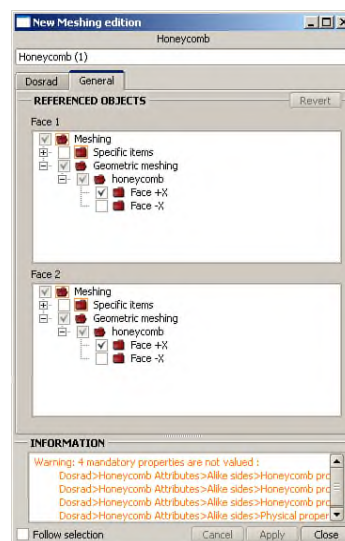 New Meshing edition
Honeycomb
Honeycomb (1)
Dosrad General
REFERENCED OBJECTS Revert
Face 1
Meshing
Specific items
Geometric meshing
honeycomb
Face +X
Face -X
Face 2
Meshing
Specific items
Geometric meshing
honeycomb
Face +X
Face -X
INFORMATION
Warning: 4 mandatory properties are not valued :
Dosrad>Honeycomb Attributes>Alike sides>Honeycomb pro
Dosrad>Honeycomb Attributes>Alike sides>Honeycomb prc
Dosrad>Honeycomb Attributes>Alike sides>Honeycomb prc
Dosrad>Honeycomb Attributes>Alike sides>Physical proper
Follow selection Cancel Apply Close